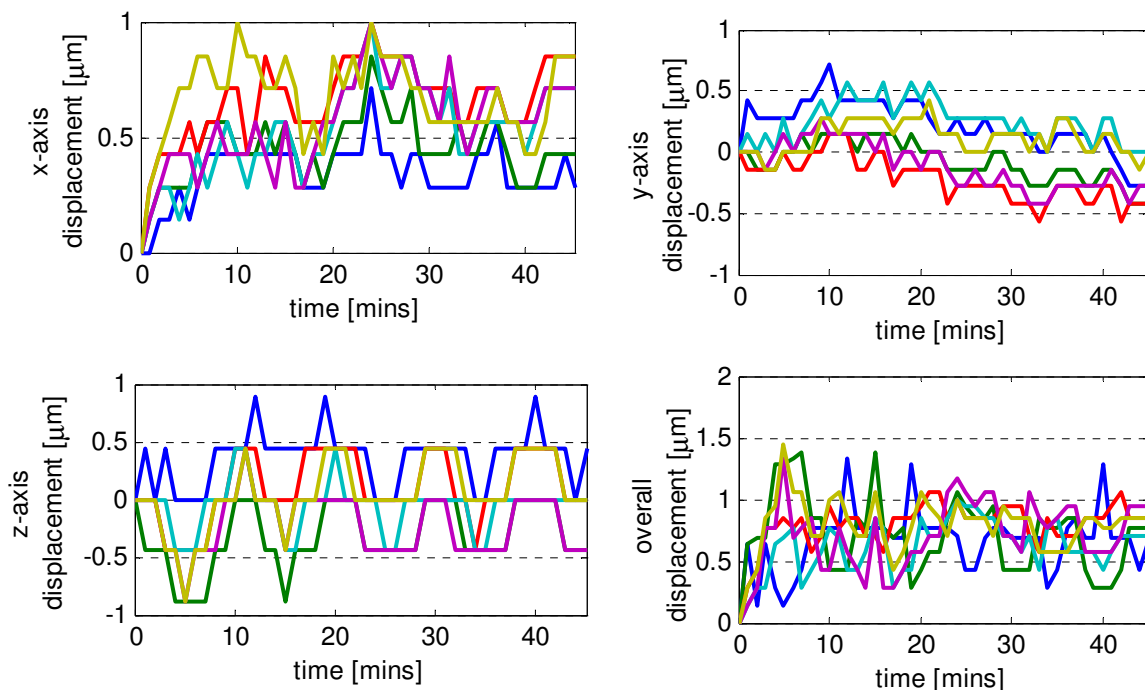 x-axis
displacement [μm]
1
0.5
0
0 10 20 30 40
time [mins]
y-axis
displacement [μm]
1
0.5
0
-0.5
-1
0 10 20 30 40
time [mins]
z-axis
displacement [μm]
1
0.5
0
-0.5
-1
0 10 20 30 40
time [mins]
overall
displacement [μm]
2
1.5
1
0.5
0
0 10 20 30 40
time [mins]